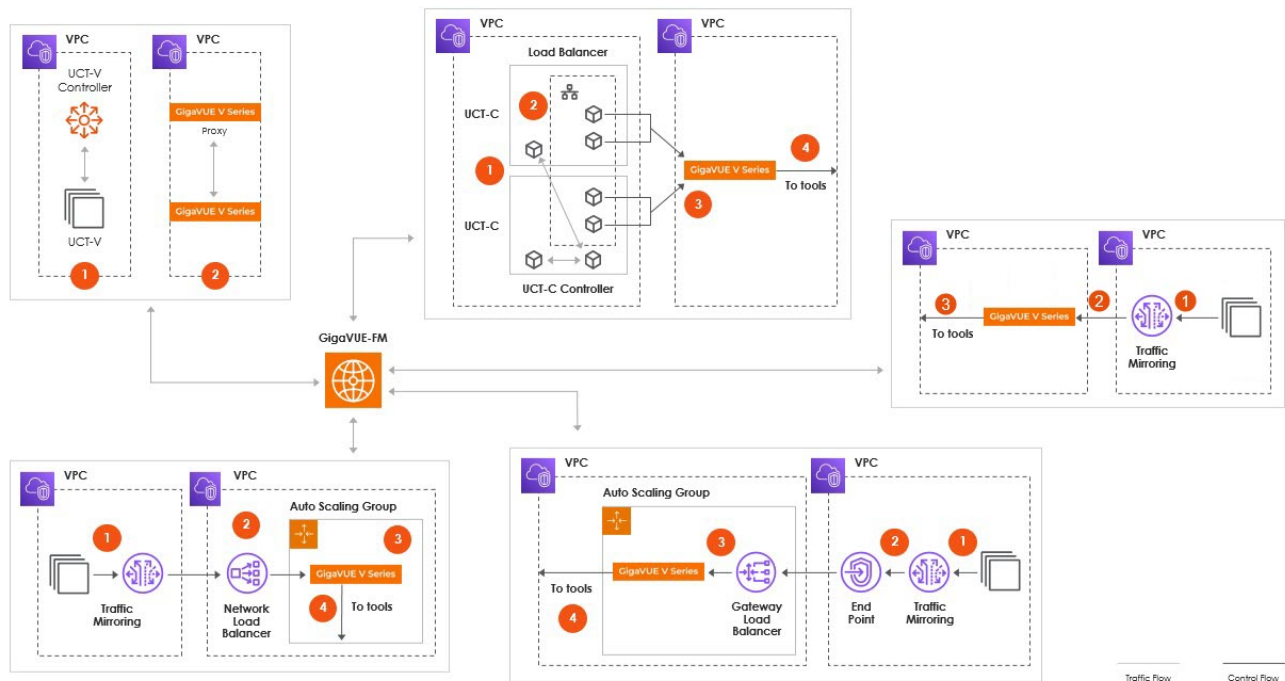 VPC
VPC
UCT-V
Controller
GigaVUE V Series
Proxy
GigaVUE V Series
UCT-V
1
2
VPC
VPC
Load Balancer
UCT-C
2
1
4
GigaVUE V Series
To tools
3
UCT-C
UCT-C Controller
VPC
VPC
3
2
1
GigaVUE V Series
To tools
Traffic
Mirroring
GigaVUE-FM
VPC
VPC
Auto Scaling Group
1
2
3
GigaVUE V Series
4
To tools
Traffic
Mirroring
Network
Load
Balancer
VPC
VPC
Auto Scaling Group
3
2
1
GigaVUE V Series
To tools
4
Gateway
Load
Balancer
End
Point
Traffic
Mirroring
Traffic Flow
Control Flow